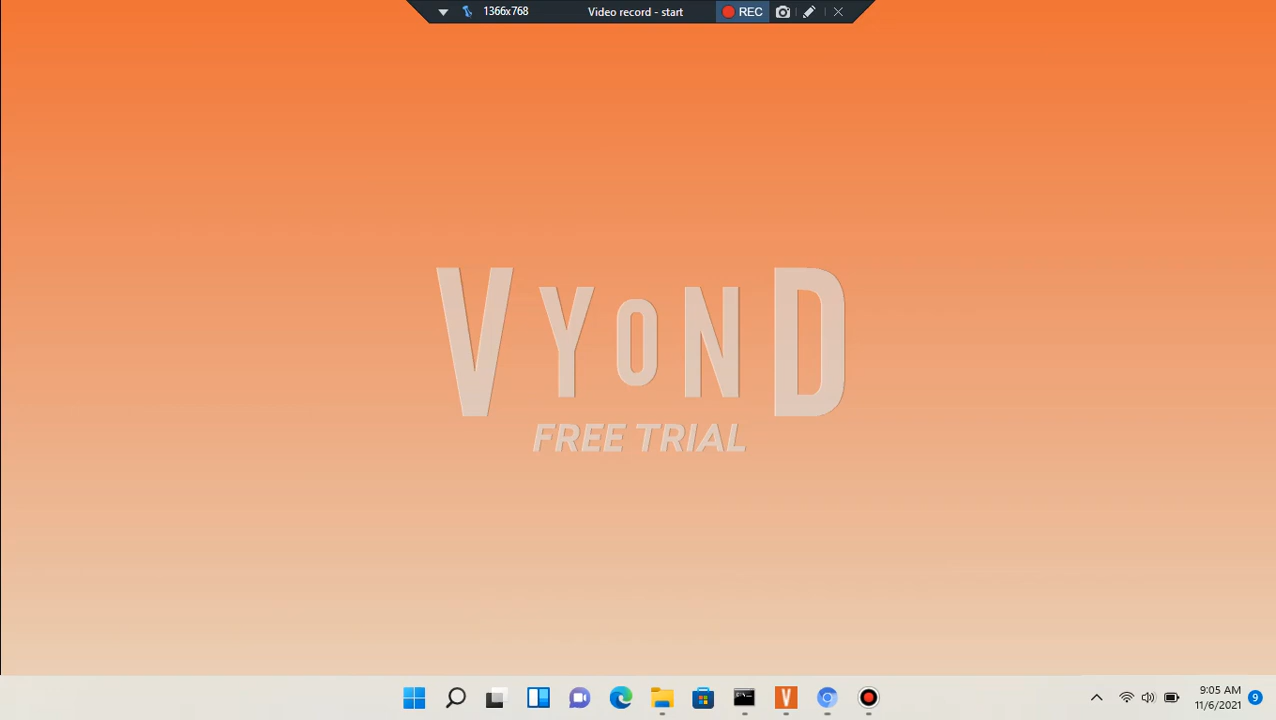 1366x768
Video record - start
REC
VYOND
FREE TRIAL
V
9:05 AM
11/6/2021
9